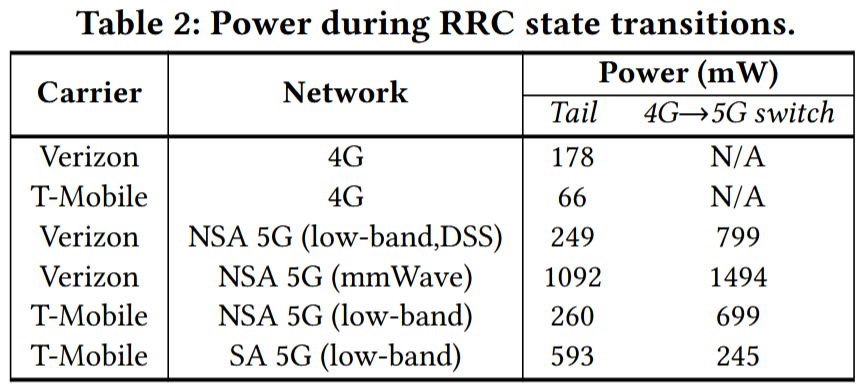 Table 2: Power during RRC state transitions.
Carrier Network Power (mW)
Tail 4G→5G switch
Verizon 4G 178 N/A
T-Mobile 4G 66 N/A
Verizon NSA 5G (low-band,DSS) 249 799
Verizon NSA 5G (mmWave) 1092 1494
T-Mobile NSA 5G (low-band) 260 699
T-Mobile SA 5G (low-band) 593 245